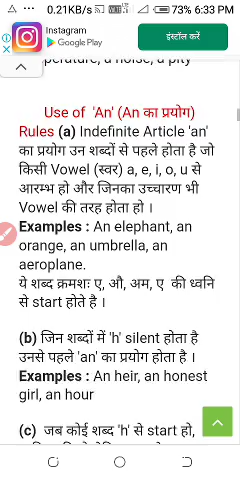 0.21KB/s 73% 6:33 PM
Instagram
Google Play
इंस्टॉल करें
perature, a noise, a pity
Use of 'An' (An का प्रयोग)
Rules (a) Indefinite Article 'an'
का प्रयोग उन शब्दों से पहले होता है जो
किसी Vowel (स्वर) a, e, i, o, u से
आरम्भ हो और जिनका उच्चारण भी
Vowel की तरह होता हो ।
Examples : An elephant, an
orange, an umbrella, an
aeroplane.
ये शब्द क्रमशः ए, औ, अम, ए की ध्वनि
से start होते है ।
(b) जिन शब्दों में 'h' silent होता है
उनसे पहले 'an' का प्रयोग होता है ।
Examples : An heir, an honest
girl, an hour
(c) जब कोई शब्द 'h' से start हो,